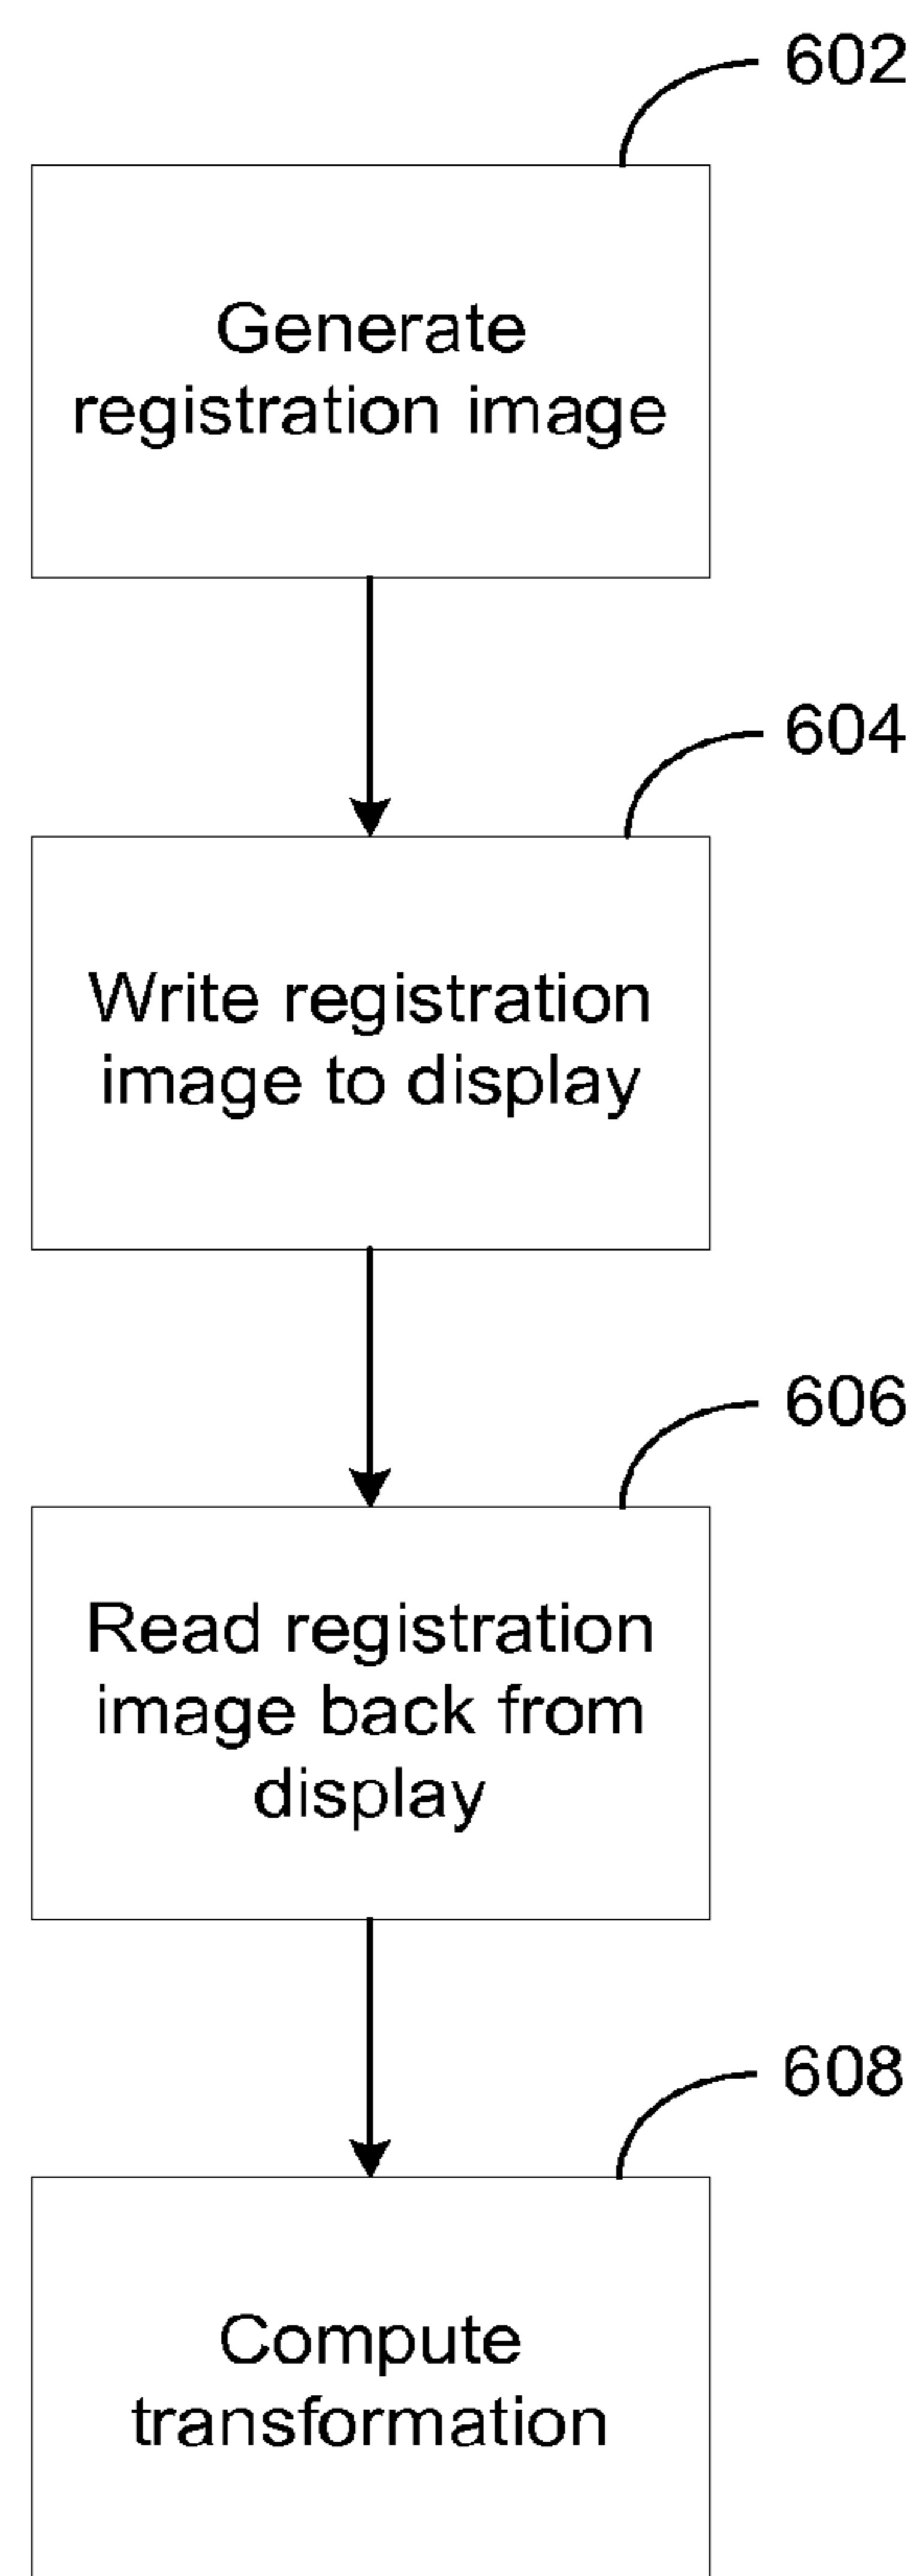 602
Generate
registration image
604
Write registration
image to display
606
Read registration
image back from
display
608
Compute
transformation